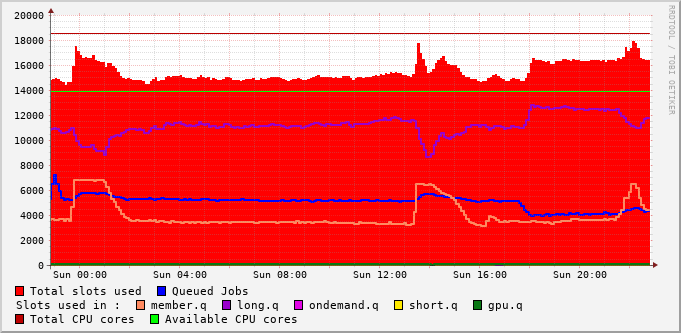 20000
18000
16000
14000
12000
10000
8000
6000
4000
2000
0
Sun 00:00 Sun 04:00 Sun 08:00 Sun 12:00 Sun 16:00 Sun 20:00
RRDTOOL / TOBI OETIKER
Total slots used Queued Jobs
Slots used in : member.q long.q ondemand.q short.q gpu.q
Total CPU cores Available CPU cores